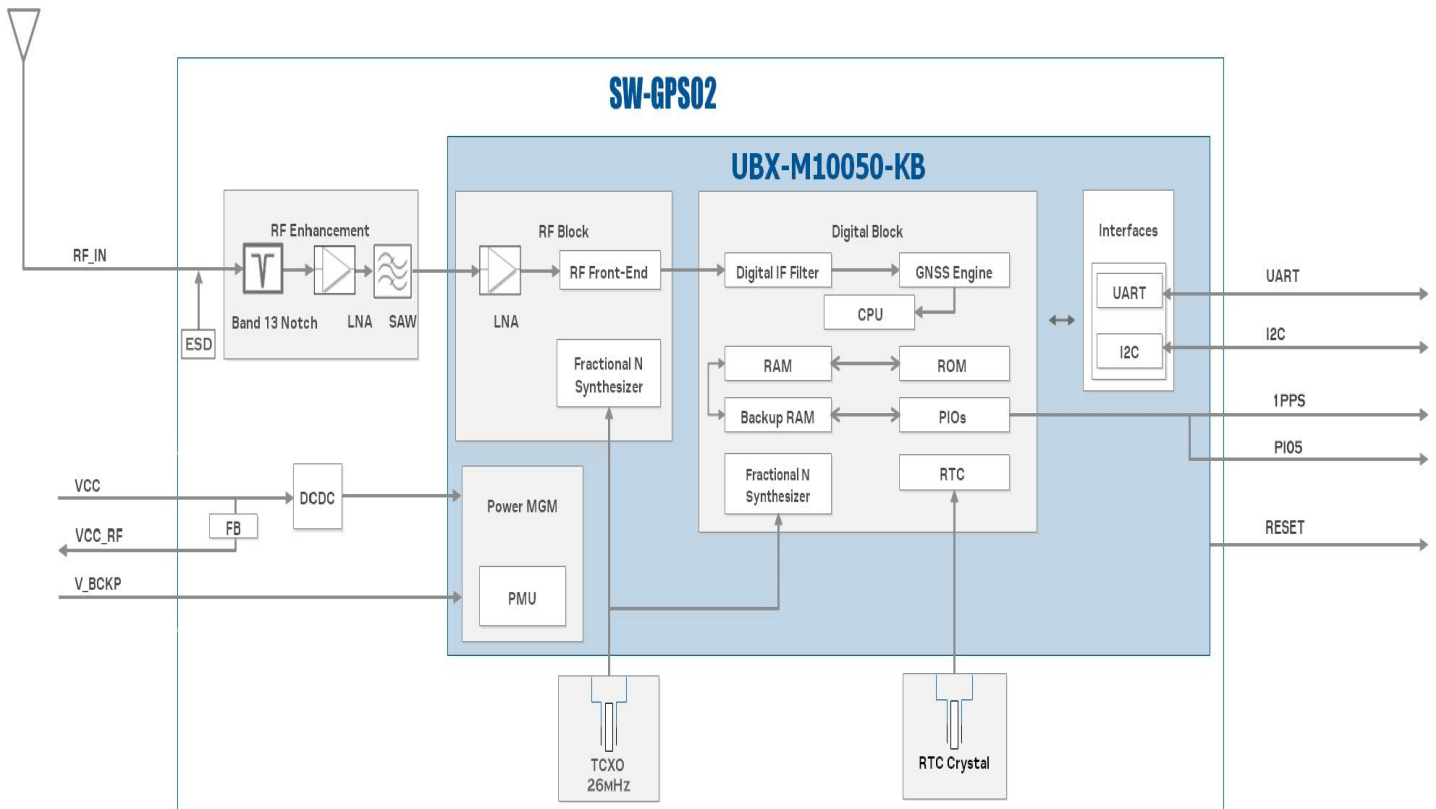 SW-GPS02
UBX-M10050-KB
RF Enhancement
RF Block
Digital Block
Interfaces
RF_IN
RF Front-End
Digital IF Filter
GNSS Engine
UART
UART
Band 13 Notch
LNA
SAW
LNA
CPU
ESD
I2C
I2C
Fractional N
Synthesizer
RAM
ROM
Backup RAM
PIOs
1PPS
PIO5
VCC
DCDC
Power MGM
Fractional N
Synthesizer
RTC
FB
VCC_RF
RESET
V_BCKP
PMU
TCXO
26MHz
RTC Crystal